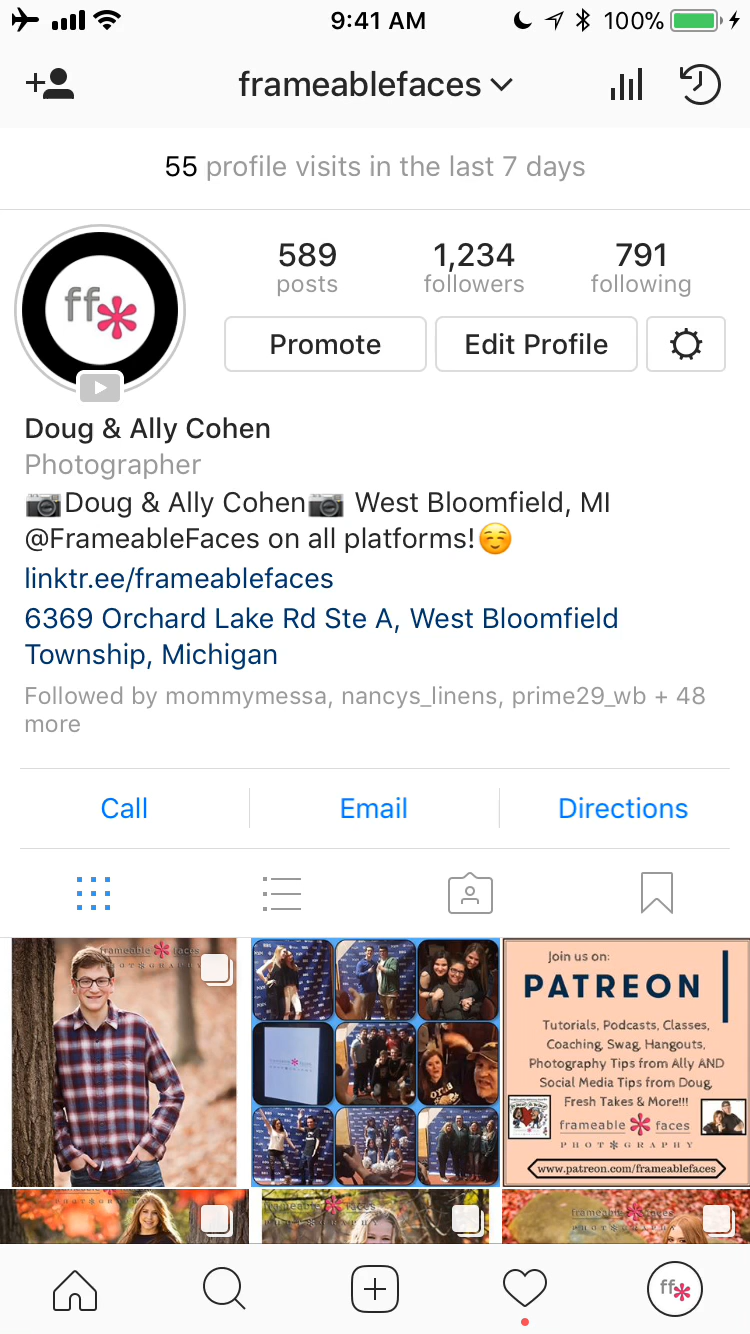 9:41 AM
100%
frameablefaces
55 profile visits in the last 7 days
ff*
589 1,234 791
posts followers following
Promote Edit Profile
Doug & Ally Cohen
Photographer
📷Doug & Ally Cohen📷 West Bloomfield, MI
@FrameableFaces on all platforms!☺️
linktr.ee/frameablefaces
6369 Orchard Lake Rd Ste A, West Bloomfield
Township, Michigan
Followed by mommymessa, nancys_linens, prime29_wb + 48
more
Call Email Directions
frameable * faces
PHOT*GRAPHY
Join us on:
PATREON
Tutorials, Podcasts, Classes,
Coaching, Swag, Hangouts,
Photography Tips from Ally AND
Social Media Tips from Doug,
Fresh Takes & More!!!
frameable * faces
PHOT*GRAPHY
www.patreon.com/frameablefaces
frameable * faces
frameable * faces
ff*